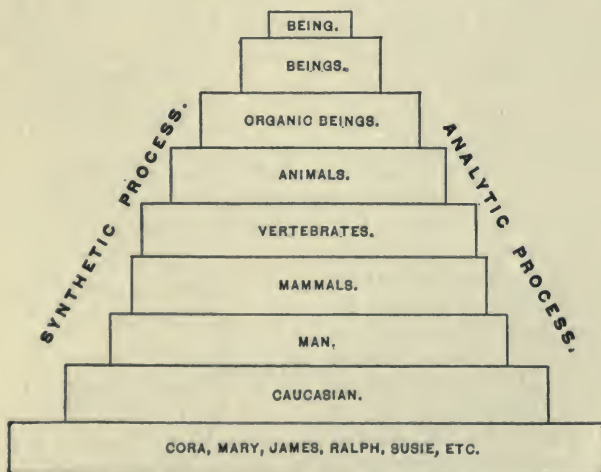 BEING.
BEINGS.
ORGANIC BEINGS.
ANIMALS.
VERTEBRATES.
MAMMALS.
MAN.
CAUCASIAN.
CORA, MARY, JAMES, RALPH, SUSIE, ETC.
SYNTHETIC PROCESS.
ANALYTIC PROCESS.